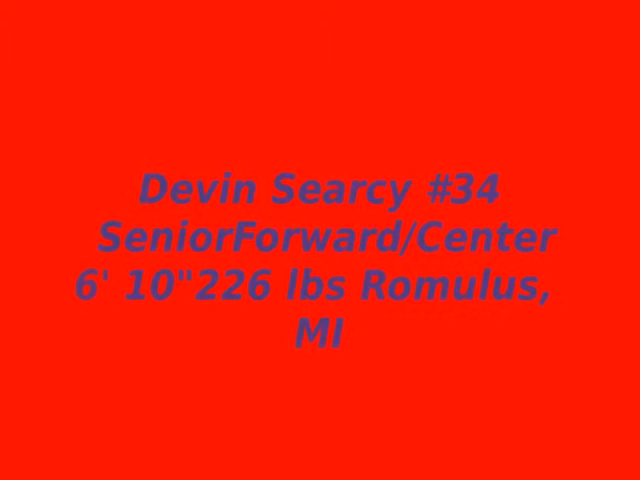 Devin Searcy #34
SeniorForward/Center
6' 10"226 lbs Romulus,
MI